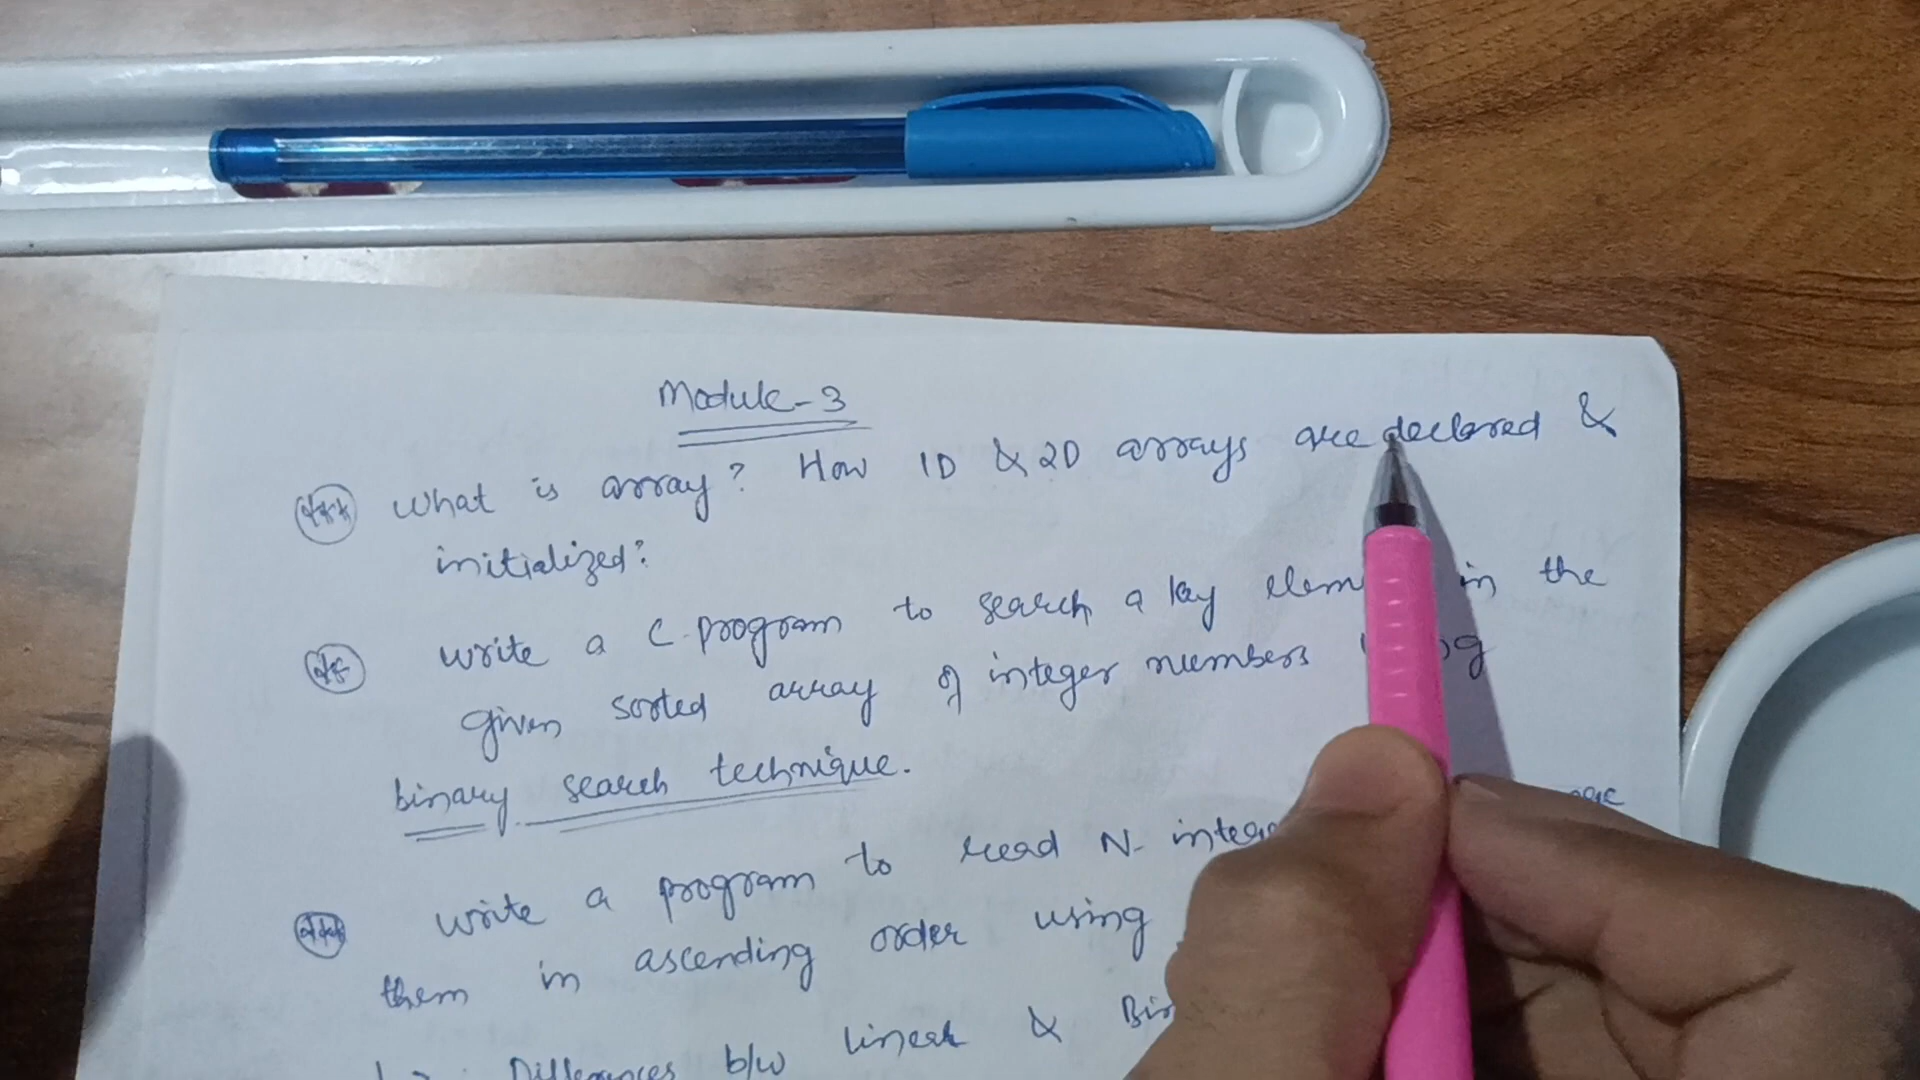 Module-3
*** What is array? How 1D & 2D arrays are declared &
initialized?
** write a C program to search a key elem in the
given sorted array of integer numbers
binary search technique.
*** write a program to read N integ
them in ascending order using
Differences b/w linear &